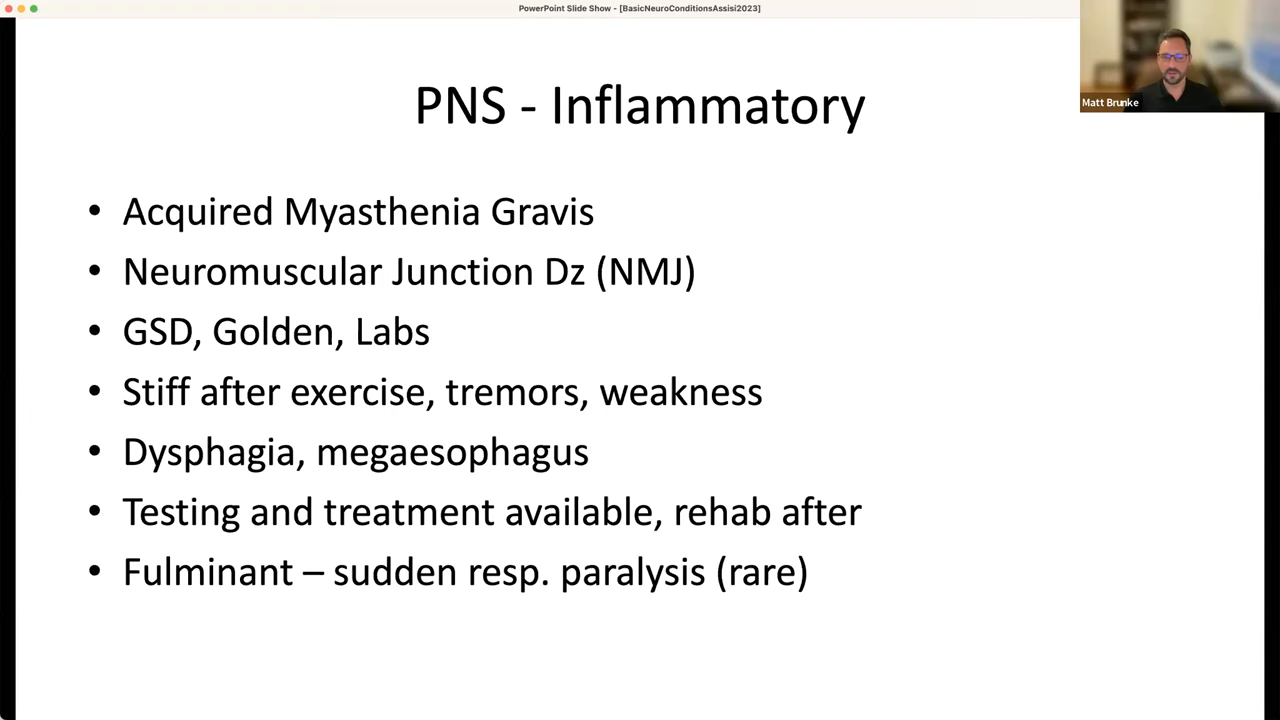 PowerPoint Slide Show - [BasicNeuroConditionsAssisi2023]
PNS - Inflammatory
Matt Brunke
• Acquired Myasthenia Gravis
• Neuromuscular Junction Dz (NMJ)
• GSD, Golden, Labs
• Stiff after exercise, tremors, weakness
• Dysphagia, megaesophagus
• Testing and treatment available, rehab after
• Fulminant – sudden resp. paralysis (rare)